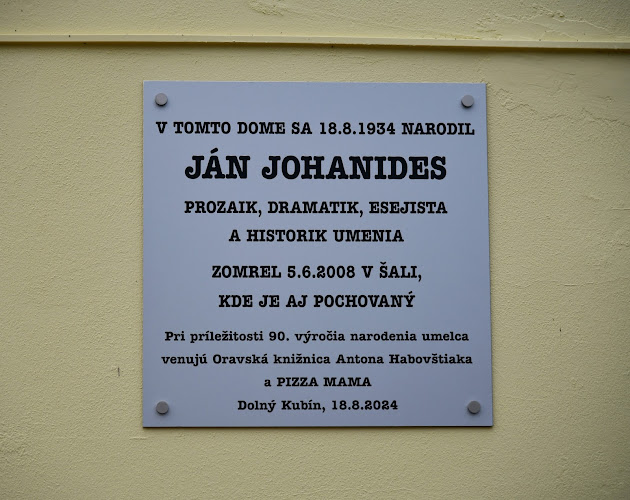 V TOMTO DOME SA 18.8.1934 NARODIL
JÁN JOHANIDES
PROZAIK, DRAMATIK, ESEJISTA
A HISTORIK UMENIA
ZOMREL 5.6.2008 V ŠALI,
KDE JE AJ POCHOVANÝ
Pri príležitosti 90. výročia narodenia umelca
venujú Oravská knižnica Antona Habovštiaka
a PIZZA MAMA
Dolný Kubín, 18.8.2024